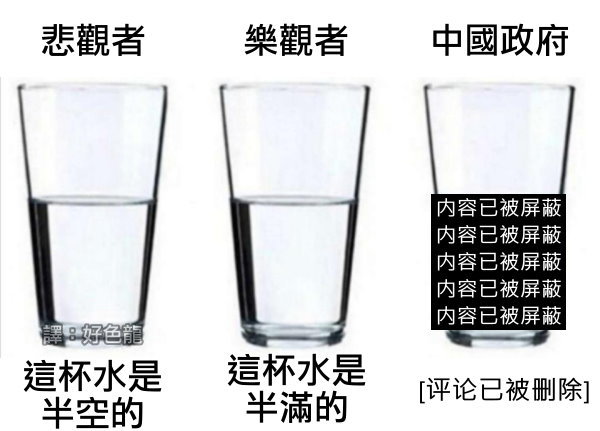 悲觀者
樂觀者
中國政府
内容已被屏蔽
内容已被屏蔽
内容已被屏蔽
内容已被屏蔽
内容已被屏蔽
譯：好色龍
這杯水是
半空的
這杯水是
半滿的
[评论已被删除]